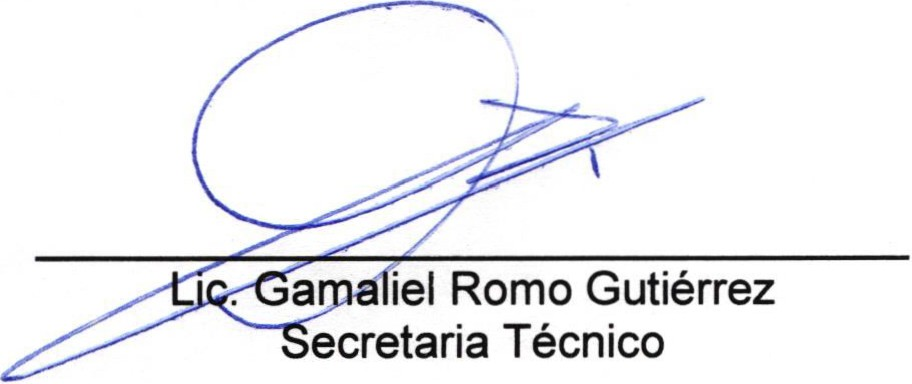 Lic. Gamaliel Romo Gutiérrez
Secretaria Técnico